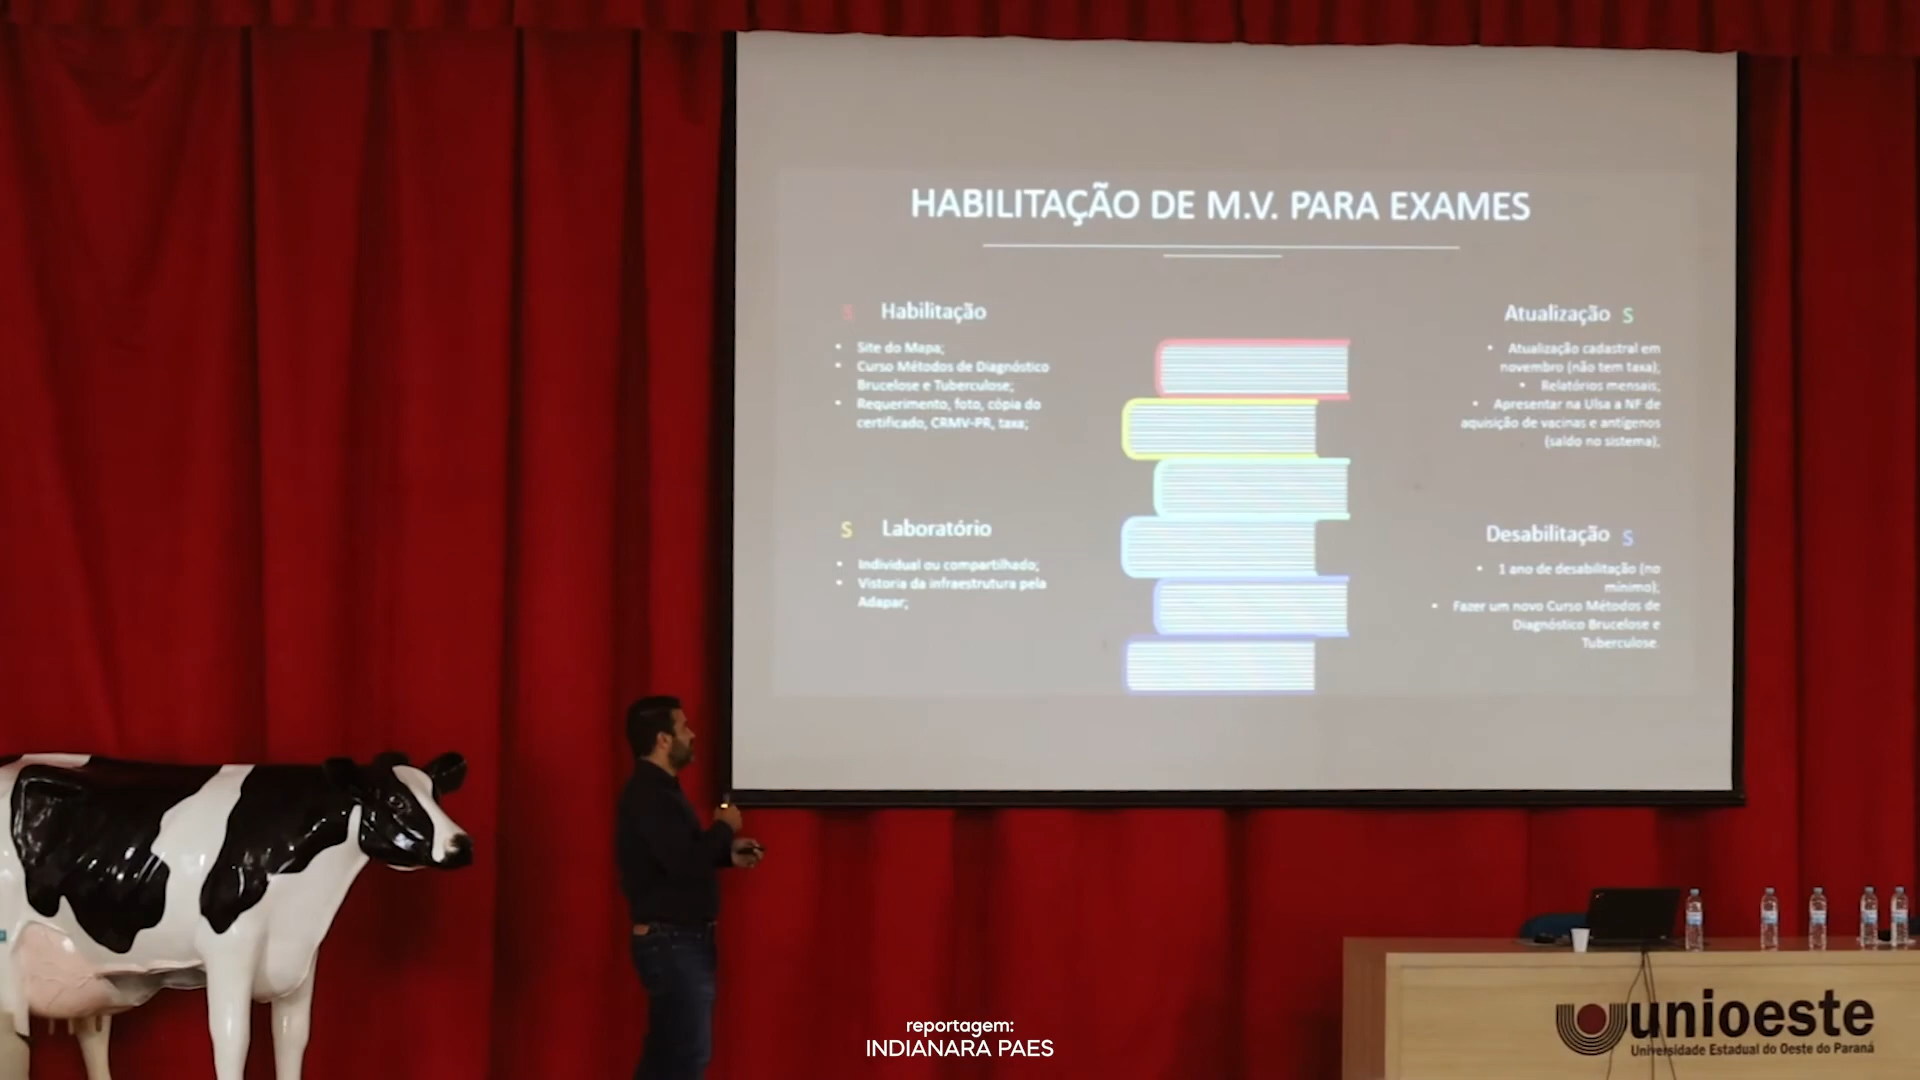 HABILITAÇÃO DE M.V. PARA EXAMES
S Habilitação
• Site do Mapa;
• Curso Métodos de Diagnóstico
Brucelose e Tuberculose;
• Requerimento, foto, cópia do
certificado, CRMV-PR, taxa;
S Laboratório
• Individual ou compartilhado;
• Vistoria da infraestrutura pela
Adapar;
Atualização S
• Atualização cadastral em
novembro (não tem taxa);
• Relatórios mensais;
• Apresentar na Ulsa a NF de
aquisição de vacinas e antígenos
(saldo no sistema);
Desabilitação S
• 1 ano de desabilitação (no
mínimo);
• Fazer um novo Curso Métodos de
Diagnóstico Brucelose e
Tuberculose.
unioeste
Universidade Estadual do Oeste do Paraná
reportagem:
INDIANARA PAES